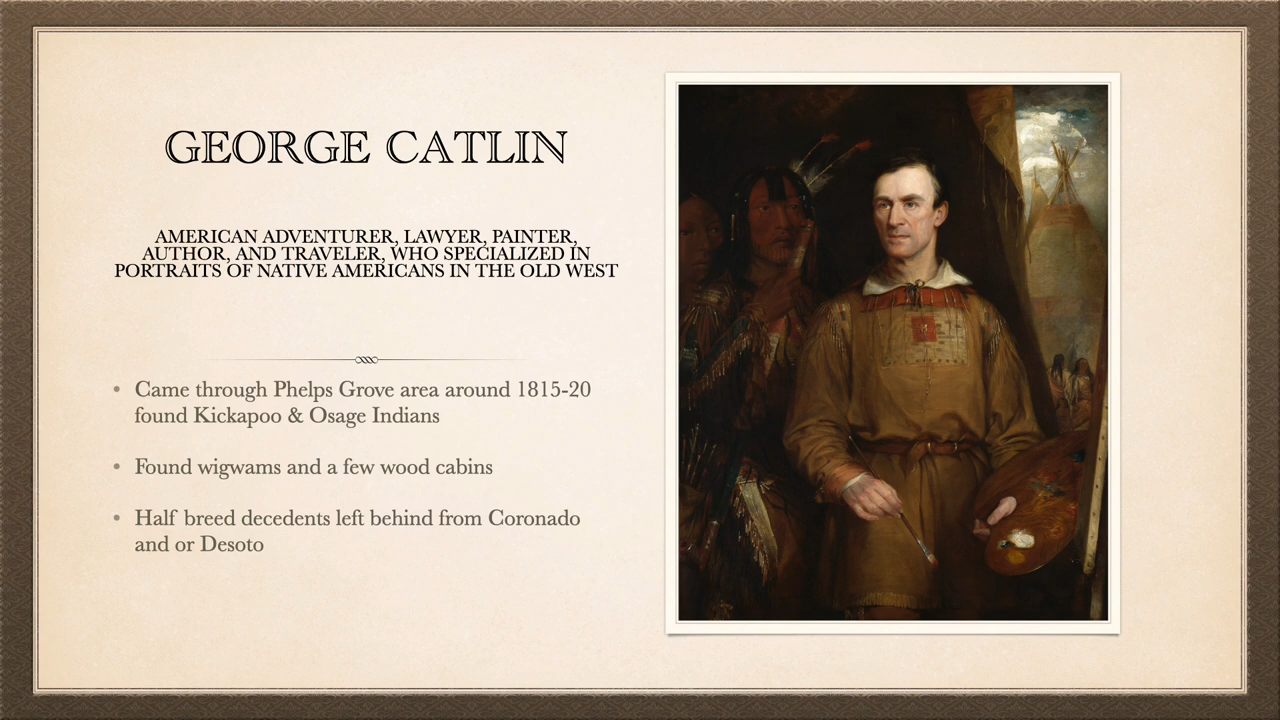 GEORGE CATLIN
AMERICAN ADVENTURER, LAWYER, PAINTER,
AUTHOR, AND TRAVELER, WHO SPECIALIZED IN
PORTRAITS OF NATIVE AMERICANS IN THE OLD WEST
• Came through Phelps Grove area around 1815-20
found Kickapoo & Osage Indians
• Found wigwams and a few wood cabins
• Half breed decedents left behind from Coronado
and or Desoto